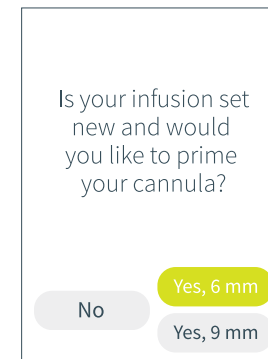 Is your infusion set
new and would
you like to prime
your cannula?
Yes, 6 mm
No
Yes, 9 mm